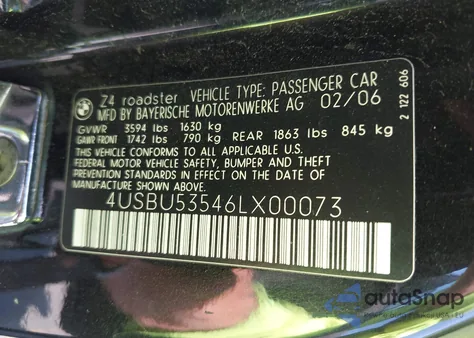 BMW
Z4 roadster VEHICLE TYPE: PASSENGER CAR
MFD BY BAYERISCHE MOTORENWERKE AG 02/06
GVWR 3594 lbs 1630 kg
GAWR FRONT 1742 lbs 790 kg REAR 1863 lbs 845 kg
THIS VEHICLE CONFORMS TO ALL APPLICABLE U.S.
FEDERAL MOTOR VEHICLE SAFETY, BUMPER AND THEFT
PREVENTION STANDARDS IN EFFECT ON THE DATE OF
MANUFACTURE SHOWN ABOVE.
4USBU53546LX00073
2 122 606
autoSnap